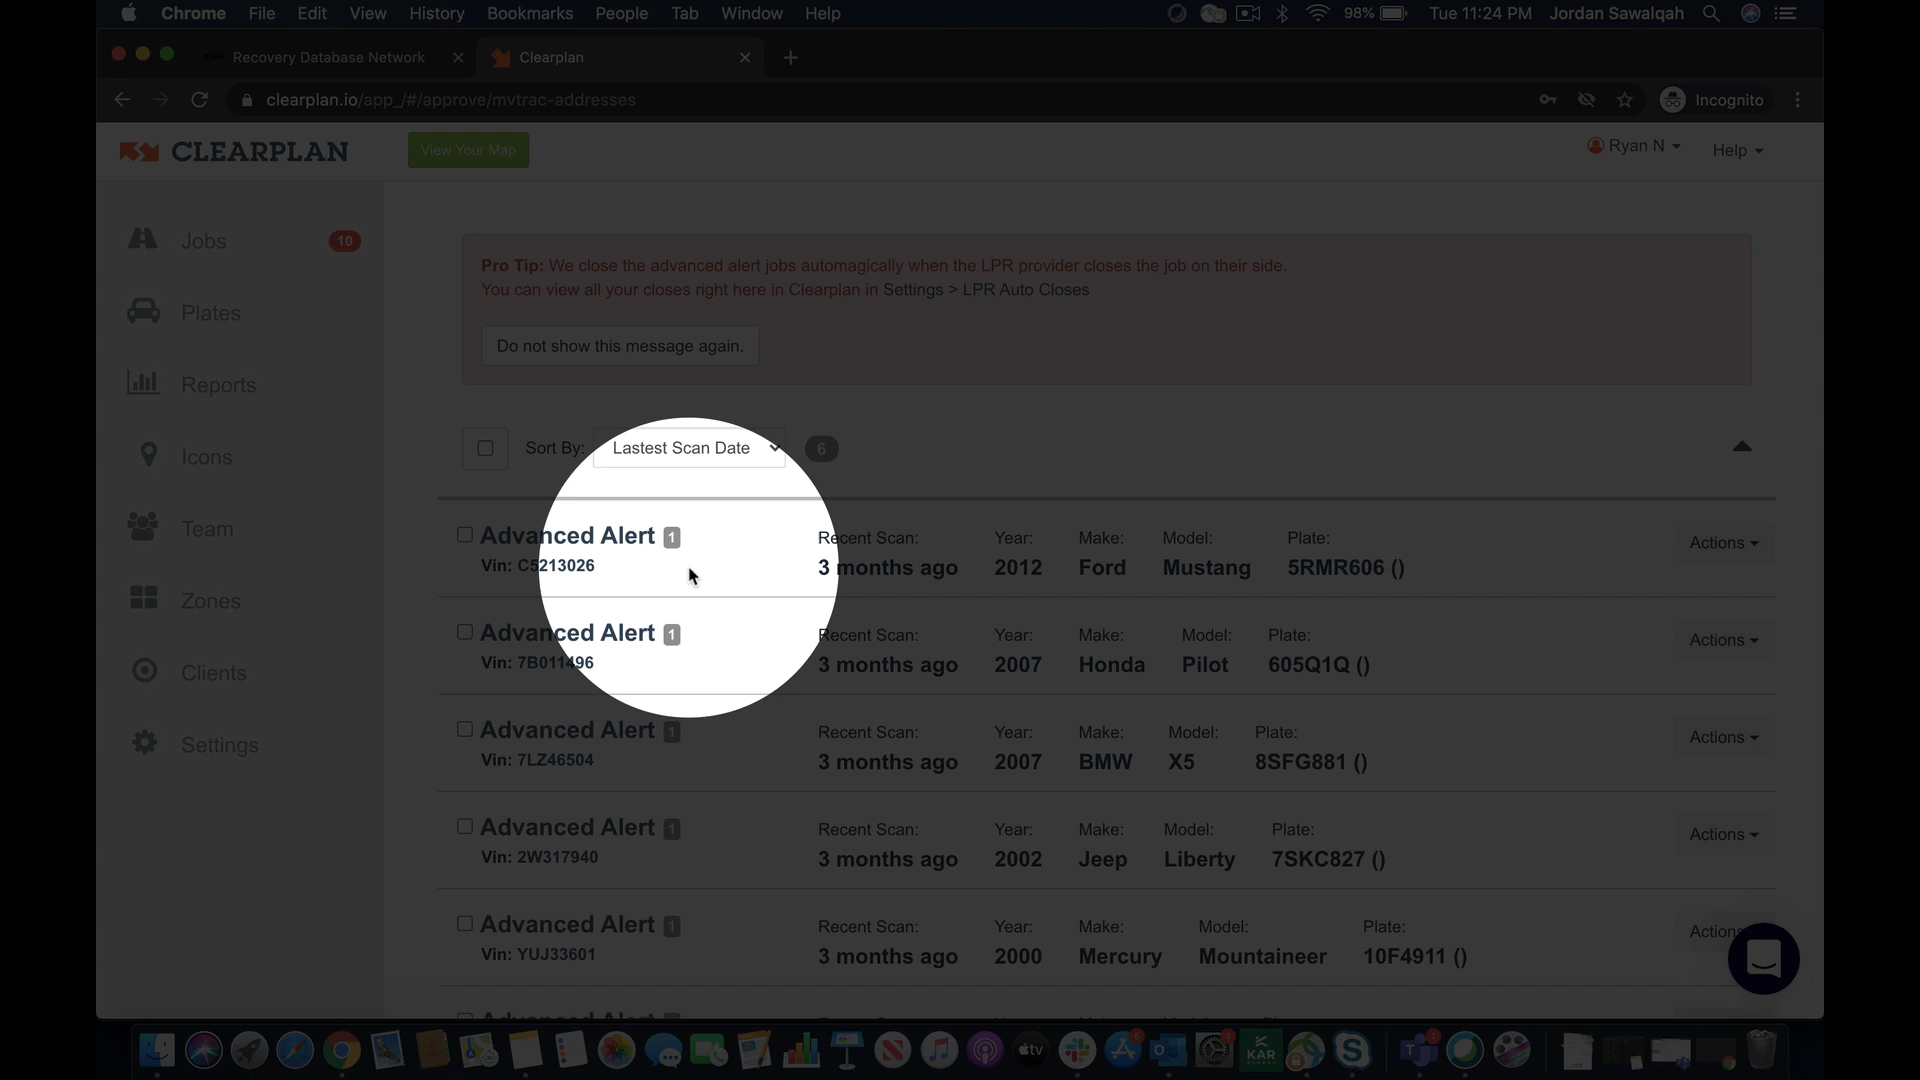 Chrome File Edit View History Bookmarks People Tab Window Help 98% Tue 11:24 PM Jordan Sawalqah
Recovery Database Network Clearplan
clearplan.io/app_/#/approve/mvtrac-addresses Incognito
CLEARPLAN View Your Map Ryan N Help
Jobs 10
Plates
Reports
Icons
Team
Zones
Clients
Settings
Pro Tip: We close the advanced alert jobs automagically when the LPR provider closes the job on their side.
You can view all your closes right here in Clearplan in Settings > LPR Auto Closes
Do not show this message again.
Sort By: Lastest Scan Date 6
Advanced Alert 1 Recent Scan: Year: Make: Model: Plate: Actions
Vin: C5213026 3 months ago 2012 Ford Mustang 5RMR606 ()
Advanced Alert 1 Recent Scan: Year: Make: Model: Plate: Actions
Vin: 7B011496 3 months ago 2007 Honda Pilot 605Q1Q ()
Advanced Alert 1 Recent Scan: Year: Make: Model: Plate: Actions
Vin: 7LZ46504 3 months ago 2007 BMW X5 8SFG881 ()
Advanced Alert 1 Recent Scan: Year: Make: Model: Plate: Actions
Vin: 2W317940 3 months ago 2002 Jeep Liberty 7SKC827 ()
Advanced Alert 1 Recent Scan: Year: Make: Model: Plate: Actions
Vin: YUJ33601 3 months ago 2000 Mercury Mountaineer 10F4911 ()
Advanced Alert
tv KAR